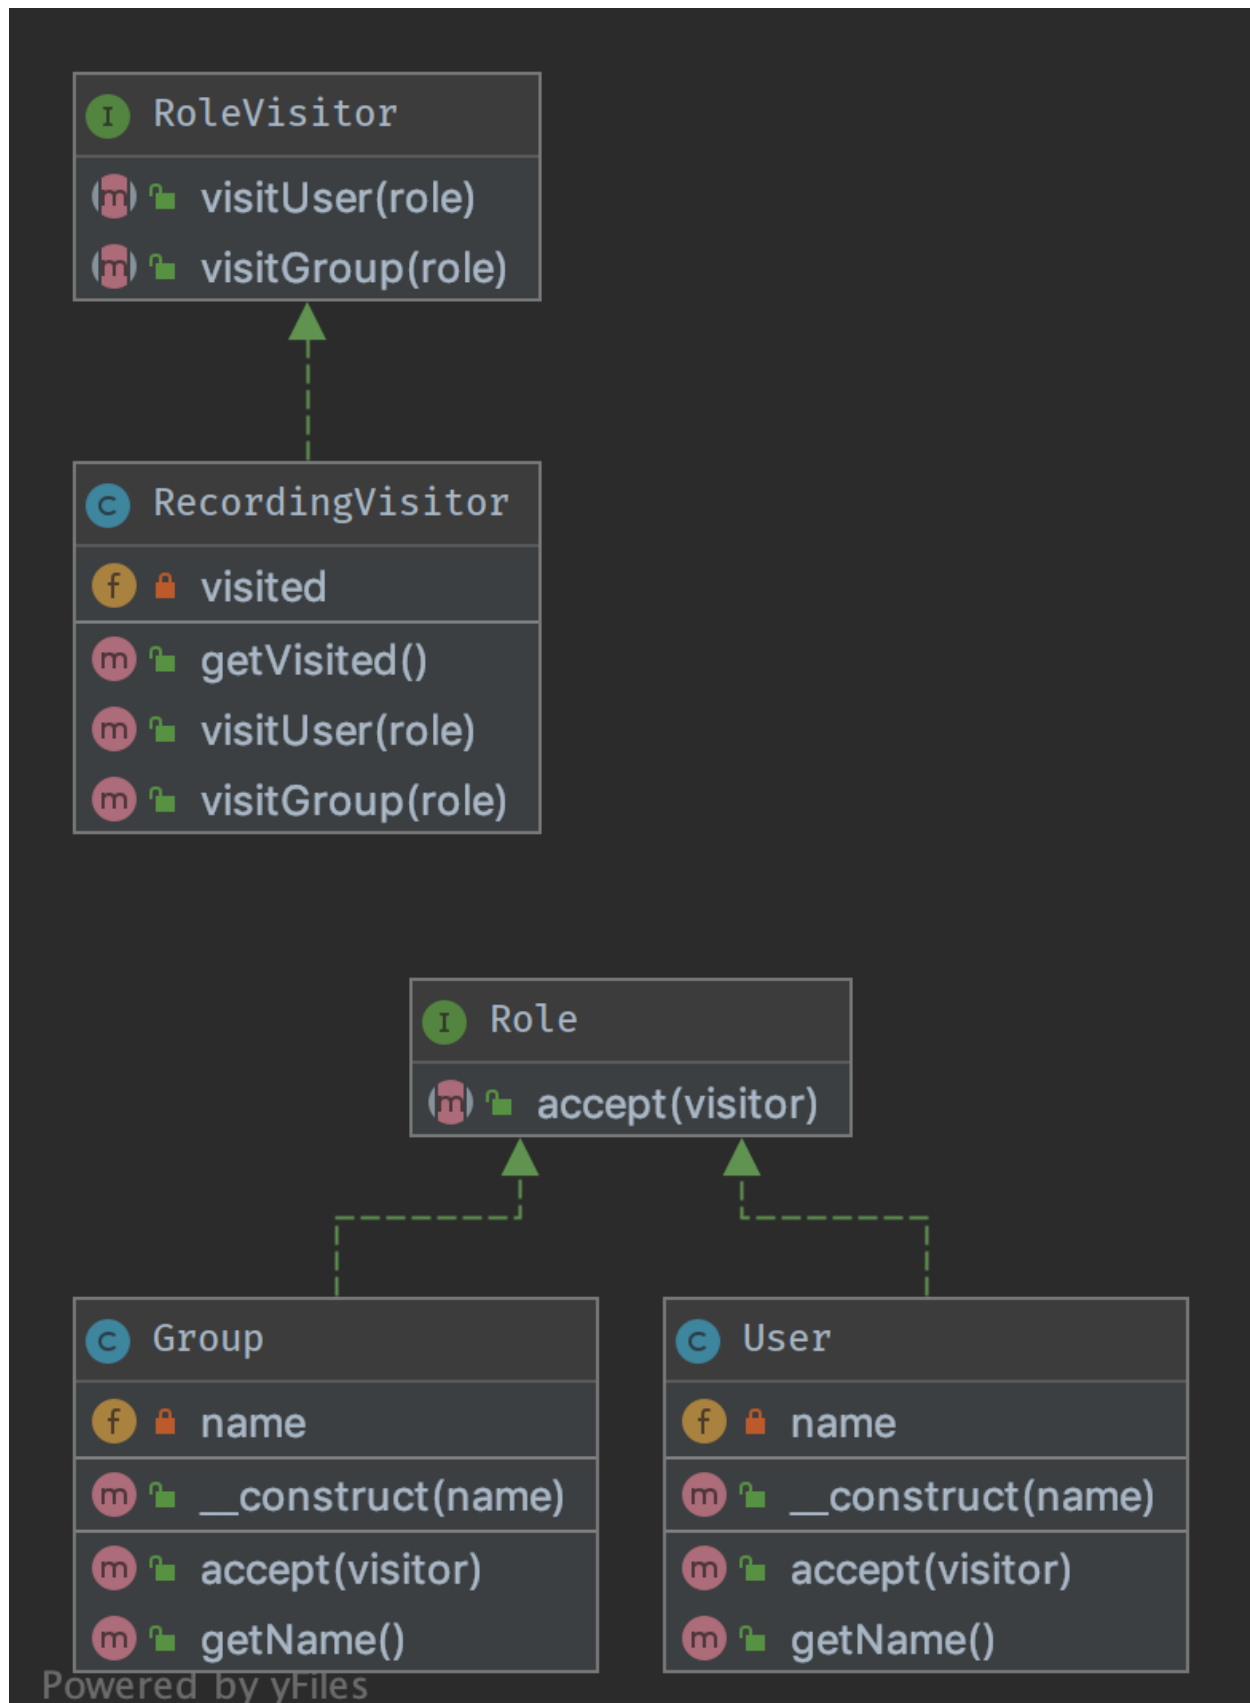 I RoleVisitor
m visitUser(role)
m visitGroup(role)
C RecordingVisitor
f visited
m getVisited()
m visitUser(role)
m visitGroup(role)
I Role
m accept(visitor)
C Group
f name
m __construct(name)
m accept(visitor)
m getName()
C User
f name
m __construct(name)
m accept(visitor)
m getName()
Powered by yFiles